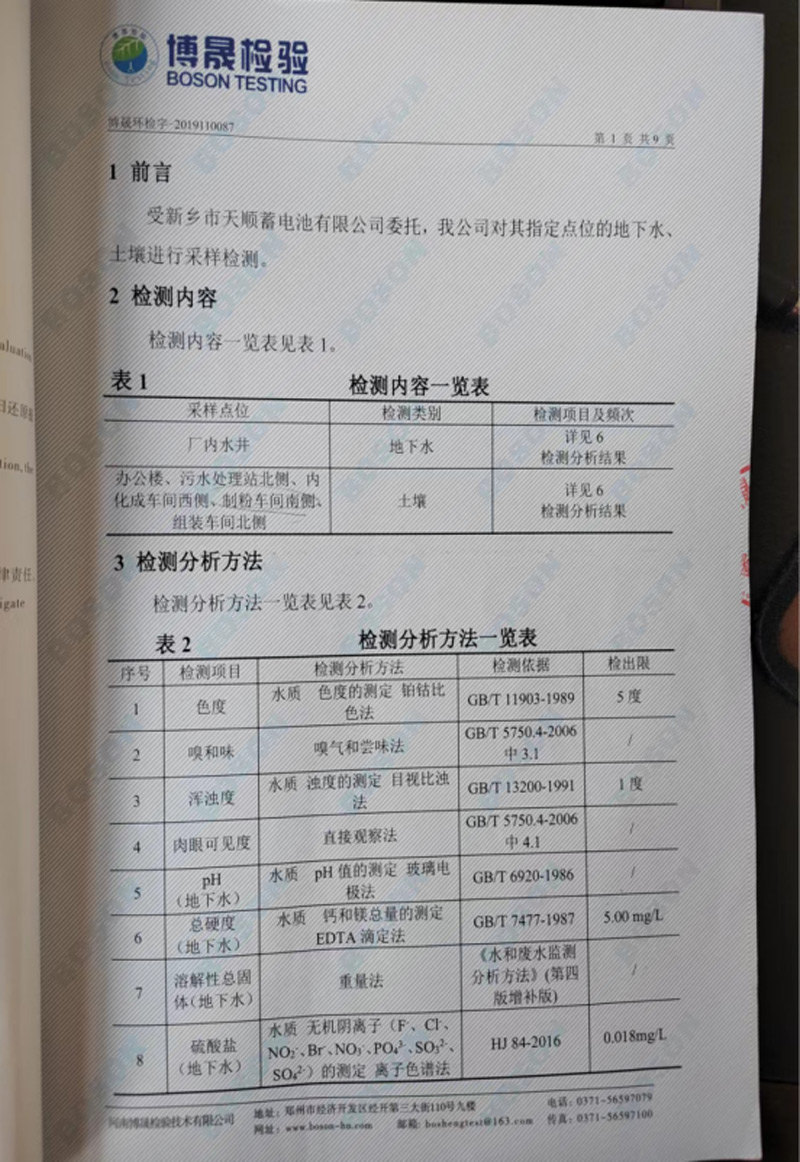 博晟检验
BOSON TESTING
博晟环检字-2019110087
第 1 页 共 9 页
1 前言
受新乡市天顺蓄电池有限公司委托，我公司对其指定点位的地下水、
土壤进行采样检测。
2 检测内容
检测内容一览表见表 1。
表 1 检测内容一览表
采样点位 检测类别 检测项目及频次
厂内水井 地下水 详见 6
检测分析结果
办公楼、污水处理站北侧、内
化成车间西侧、制粉车间南侧、
组装车间北侧
土壤
详见 6
检测分析结果
3 检测分析方法
检测分析方法一览表见表 2。
表 2 检测分析方法一览表
序号 检测项目 检测分析方法 检测依据 检出限
1 色度 水质 色度的测定 铂钴比
色法 GB/T 11903-1989 5 度
2 嗅和味 嗅气和尝味法 GB/T 5750.4-2006
中 3.1 /
3 浑浊度 水质 浊度的测定 目视比浊
法 GB/T 13200-1991 1 度
4 肉眼可见度 直接观察法 GB/T 5750.4-2006
中 4.1 /
5 pH
（地下水） 水质 pH 值的测定 玻璃电
极法 GB/T 6920-1986 /
6 总硬度
（地下水） 水质 钙和镁总量的测定
EDTA 滴定法 GB/T 7477-1987 5.00 mg/L
7 溶解性总固
体（地下水） 重量法 《水和废水监测
分析方法》(第四
版增补版) /
8 硫酸盐
（地下水） 水质 无机阴离子（F⁻、Cl⁻、
NO₂⁻、Br⁻、NO₃⁻、PO₄³⁻、SO₃²⁻、
SO₄²⁻）的测定 离子色谱法 HJ 84-2016 0.018mg/L
河南博晟检验技术有限公司
地址：郑州市经济开发区经开第三大街110号九楼 电话：0371-56597079
网址：www.boson-hn.com 邮箱：boshengtest@163.com 传真：0371-56597100
aluation
日还原
tion, the
律责任.
igate